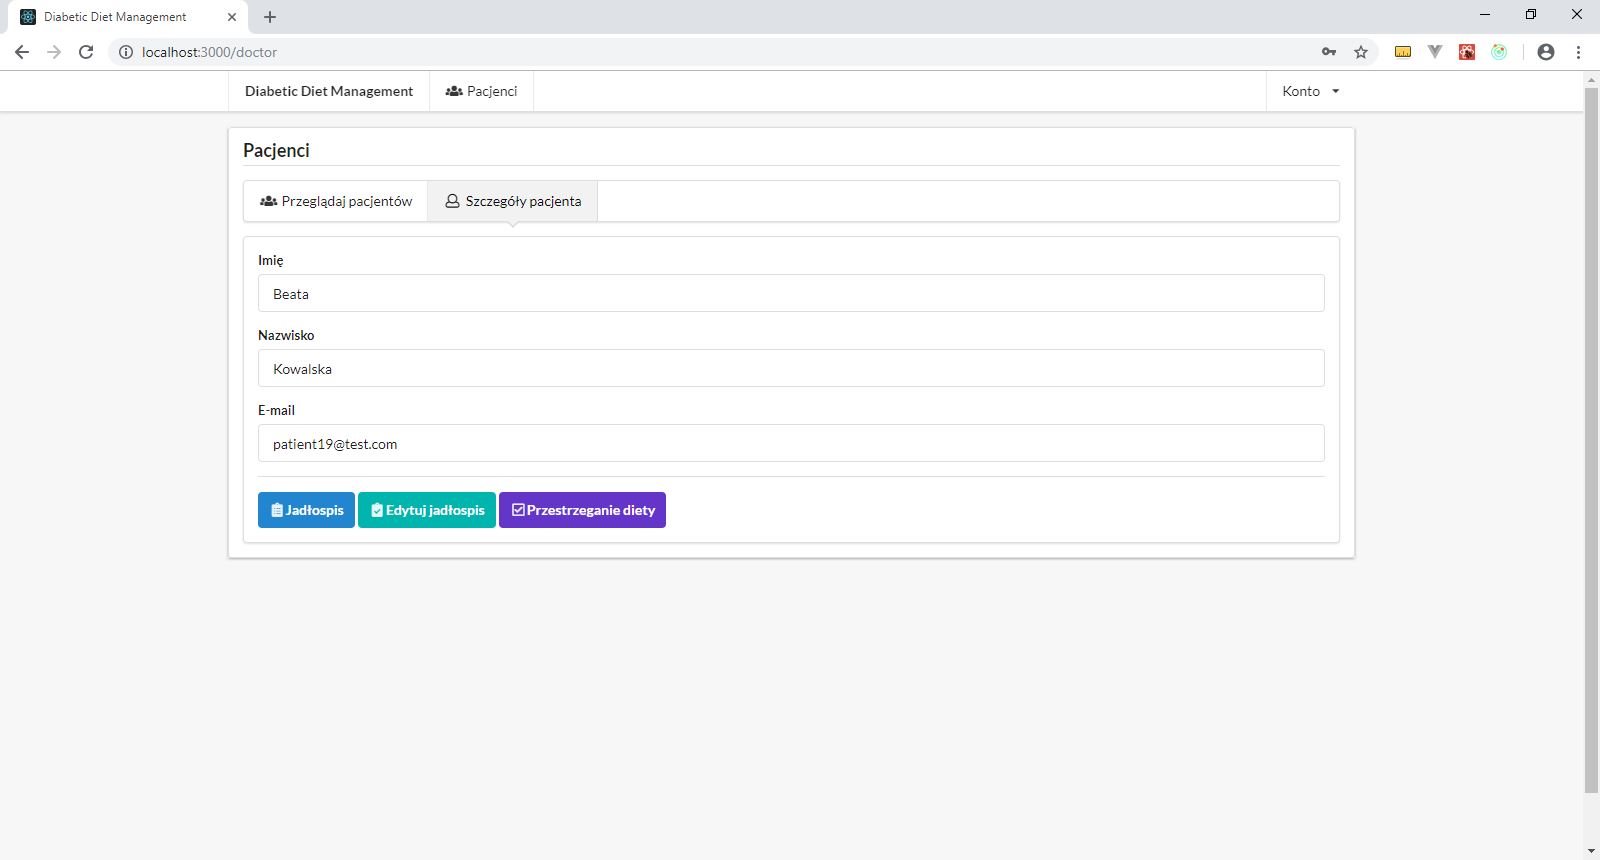 Diabetic Diet Management
localhost:3000/doctor
Diabetic Diet Management Pacjenci Konto
Pacjenci
Przeglądaj pacjentów Szczegóły pacjenta
Imię
Beata
Nazwisko
Kowalska
E-mail
patient19@test.com
Jadłospis Edytuj jadłospis Przestrzeganie diety